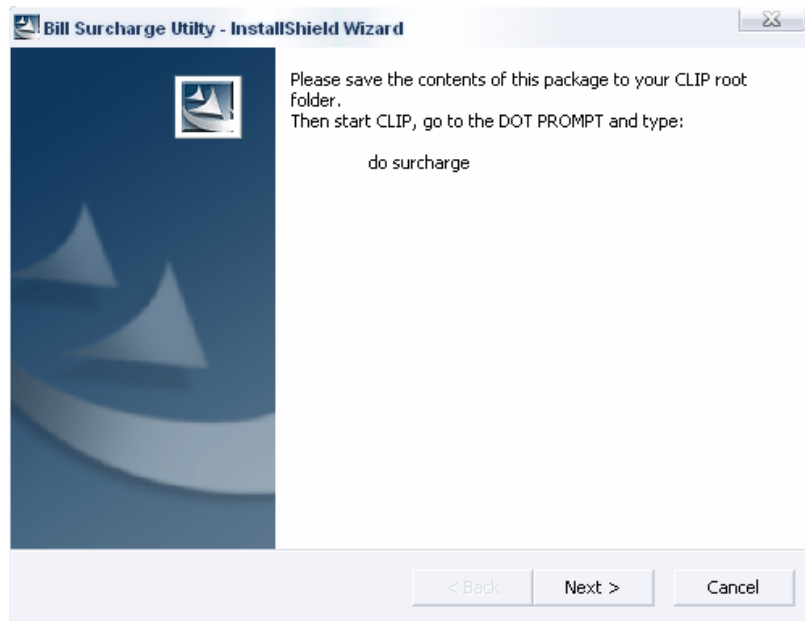 Bill Surcharge Utilty - InstallShield Wizard
Please save the contents of this package to your CLIP root
folder.
Then start CLIP, go to the DOT PROMPT and type:
do surcharge
< Back
Next >
Cancel